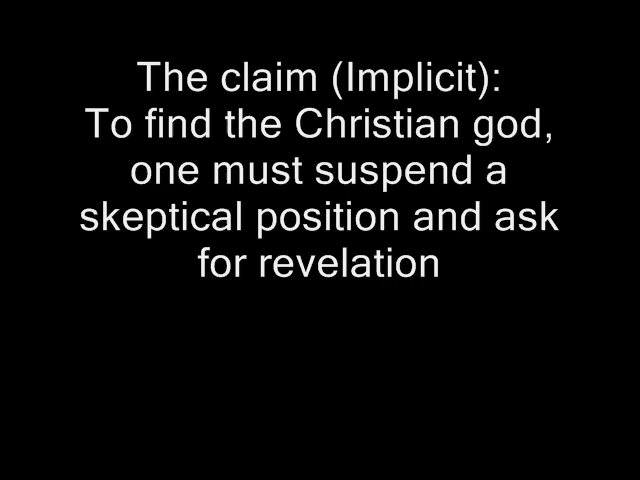 The claim (Implicit):
To find the Christian god,
one must suspend a
skeptical position and ask
for revelation